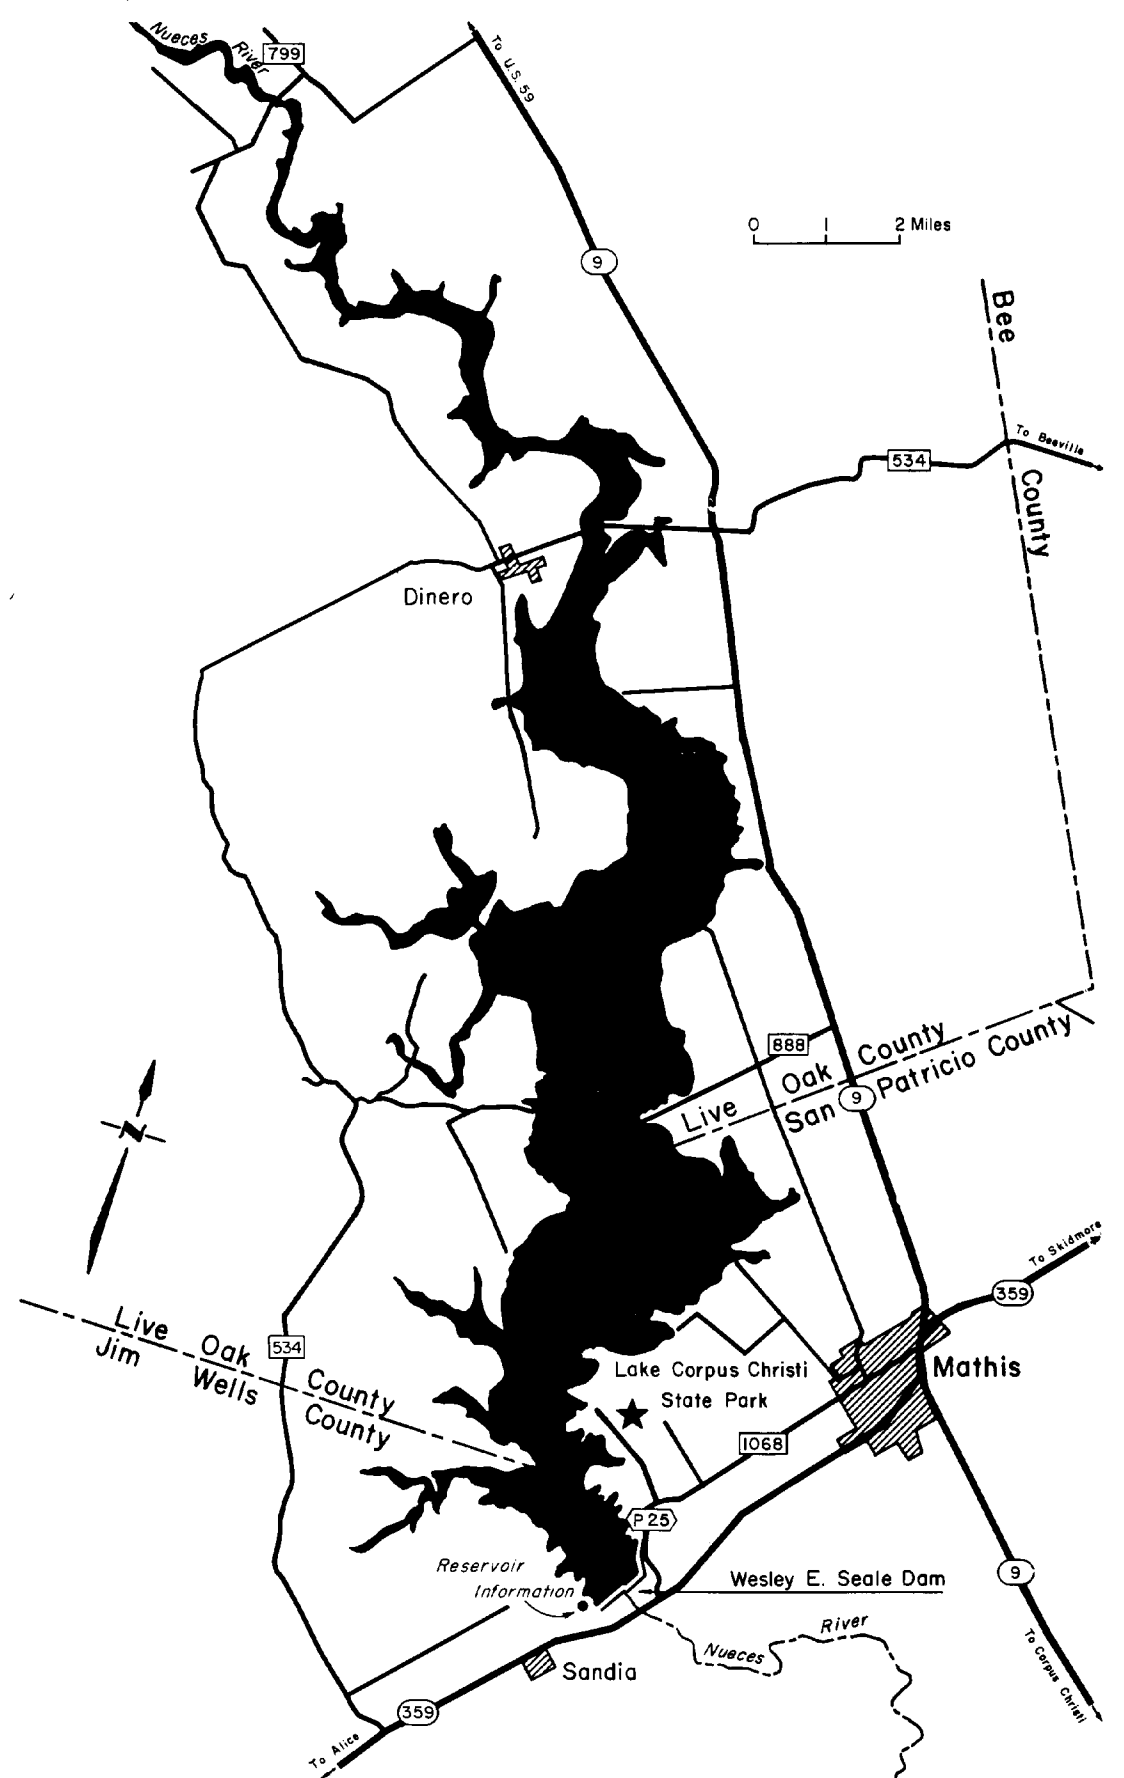 Nueces
River
799
To U.S. 59
0 1 2 Miles
9
Bee
County
To Beeville
534
Dinero
888
Live Oak County
San Patricio County
9
N
To Skidmore
359
Live Oak County
Jim Wells County
534
Lake Corpus Christi
State Park
Mathis
1068
P 25
Reservoir
Information
Wesley E. Seale Dam
9
Nueces River
To Corpus Christi
Sandia
359
To Alice